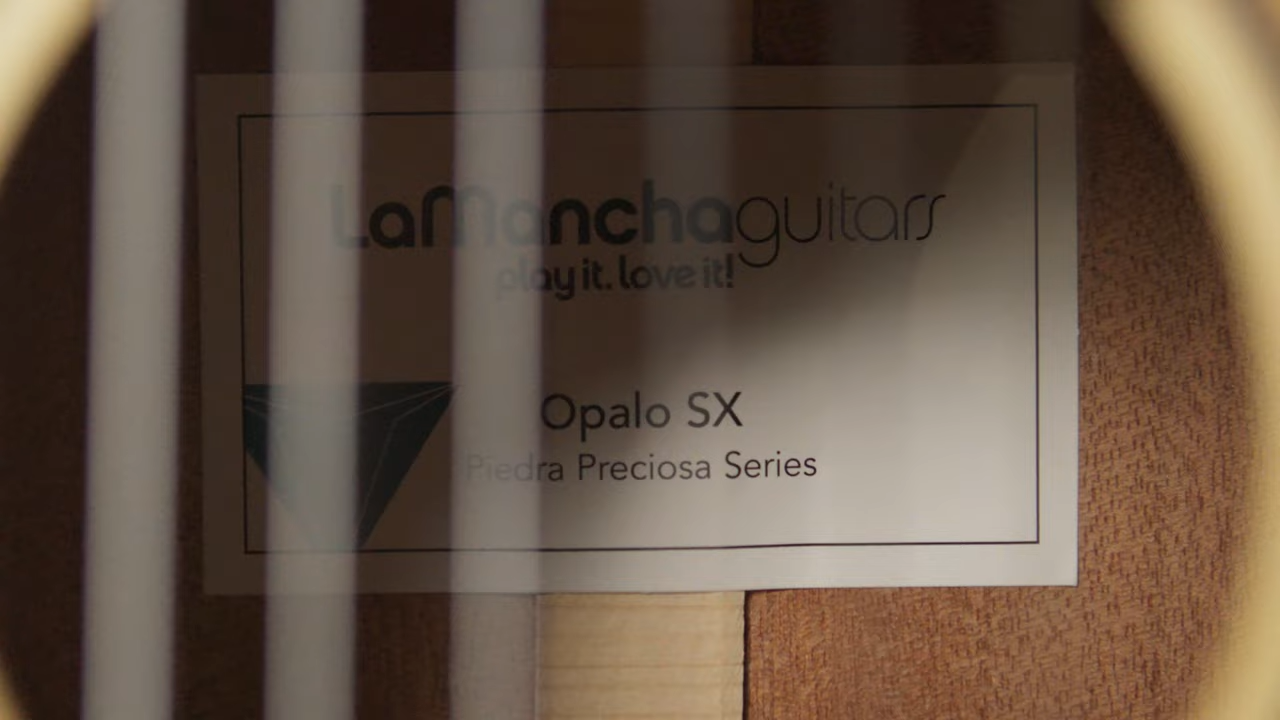 LaManchaguitars
play it. love it!
Opalo SX
Piedra Preciosa Series